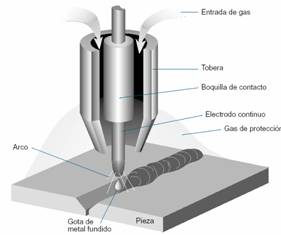 Entrada de gas
Tobera
Boquilla de contacto
Electrodo continuo
Gas de protección
Arco
Gota de
metal fundido
Pieza